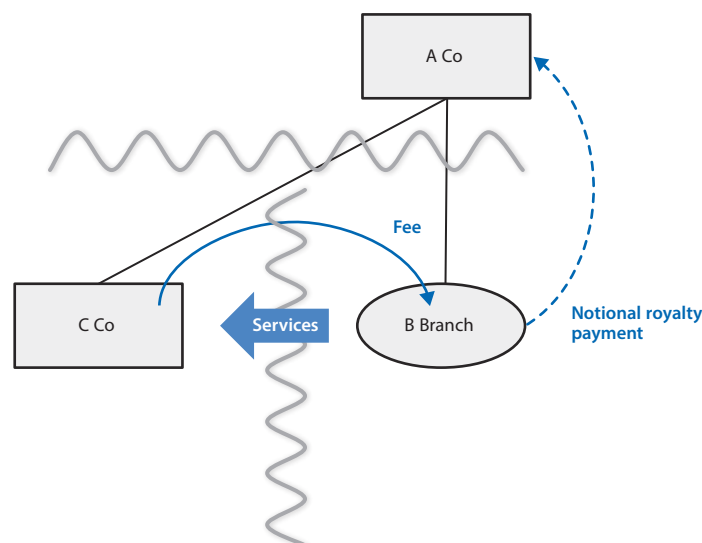 A Co
Fee
C Co
Services
B Branch
Notional royalty
payment